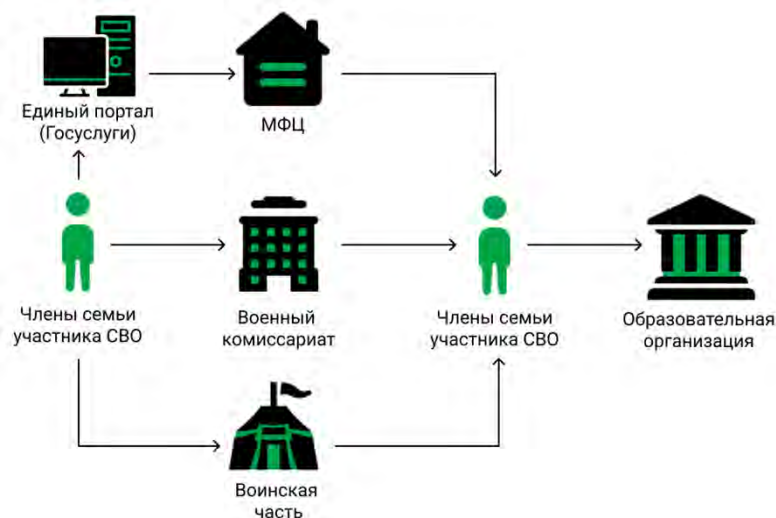 Единый портал
(Госуслуги)
МФЦ
Члены семьи
участника СВО
Военный
комиссариат
Члены семьи
участника СВО
Образовательная
организация
Воинская
часть